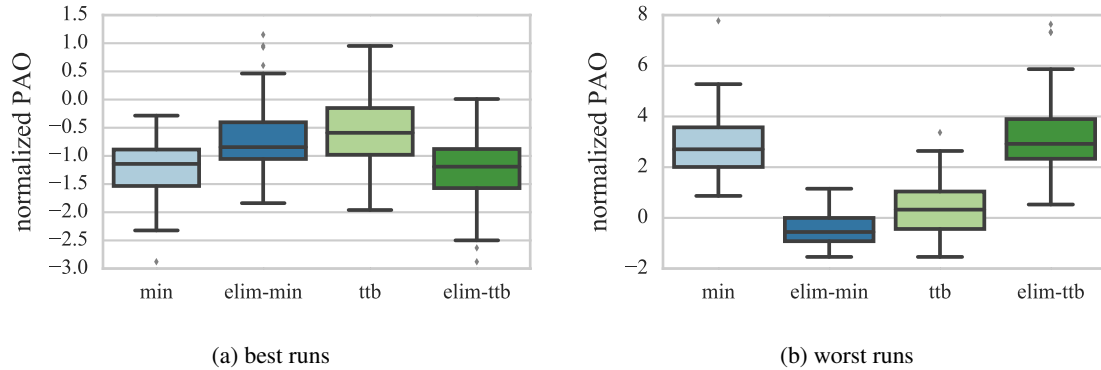 normalized PAO
1.5
1.0
0.5
0.0
−0.5
−1.0
−1.5
−2.0
−2.5
−3.0
min elim-min ttb elim-ttb
(a) best runs
normalized PAO
8
6
4
2
0
−2
min elim-min ttb elim-ttb
(b) worst runs